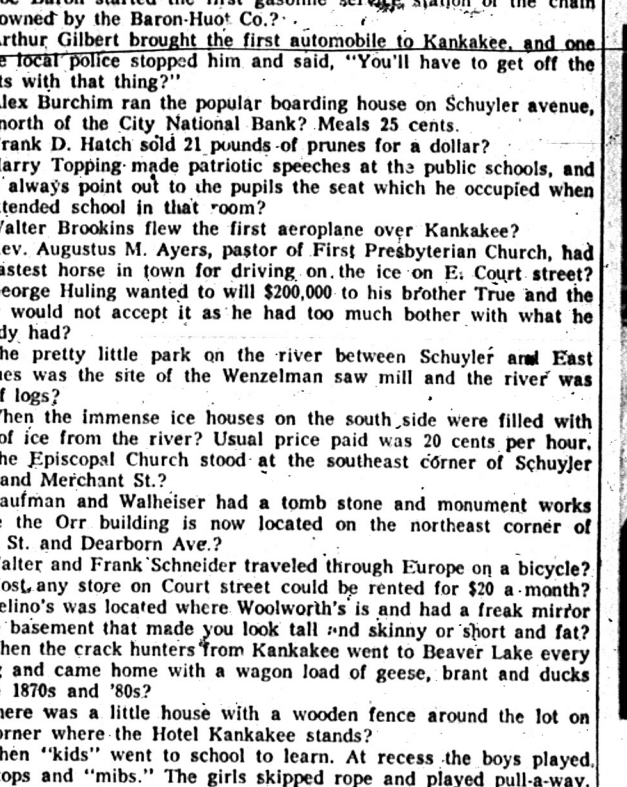 Baron started the first gasoline service station of the chain
owned by the Baron-Huot Co.?
rthur Gilbert brought the first automobile to Kankakee, and one
e local police stopped him and said, "You'll have to get off the
ts with that thing?"
lex Burchim ran the popular boarding house on Schuyler avenue,
north of the City National Bank? Meals 25 cents.
rank D. Hatch sold 21 pounds of prunes for a dollar?
arry Topping made patriotic speeches at the public schools, and
always point out to the pupils the seat which he occupied when
tended school in that room?
alter Brookins flew the first aeroplane over Kankakee?
ev. Augustus M. Ayers, pastor of First Presbyterian Church, had
astest horse in town for driving on the ice on E. Court street?
eorge Huling wanted to will $200,000 to his brother True and the
would not accept it as he had too much bother with what he
dy had?
he pretty little park on the river between Schuyler and East
ues was the site of the Wenzelman saw mill and the river was
f logs?
hen the immense ice houses on the south side were filled with
of ice from the river? Usual price paid was 20 cents per hour.
he Episcopal Church stood at the southeast corner of Schuyler
and Merchant St.?
aufman and Walheiser had a tomb stone and monument works
e the Orr building is now located on the northeast corner of
St. and Dearborn Ave.?
alter and Frank Schneider traveled through Europe on a bicycle?
ost any store on Court street could be rented for $20 a month?
elino's was located where Woolworth's is and had a freak mirror
basement that made you look tall and skinny or short and fat?
hen the crack hunters from Kankakee went to Beaver Lake every
g and came home with a wagon load of geese, brant and ducks
e 1870s and '80s?
here was a little house with a wooden fence around the lot on
orner where the Hotel Kankakee stands?
hen "kids" went to school to learn. At recess the boys played
tops and "mibs." The girls skipped rope and played pull-a-way.